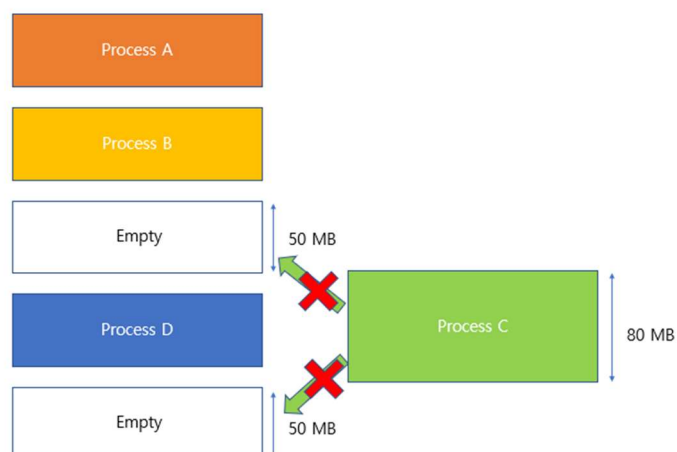 Process A
Process B
Empty
50 MB
Process D
Process C
80 MB
Empty
50 MB